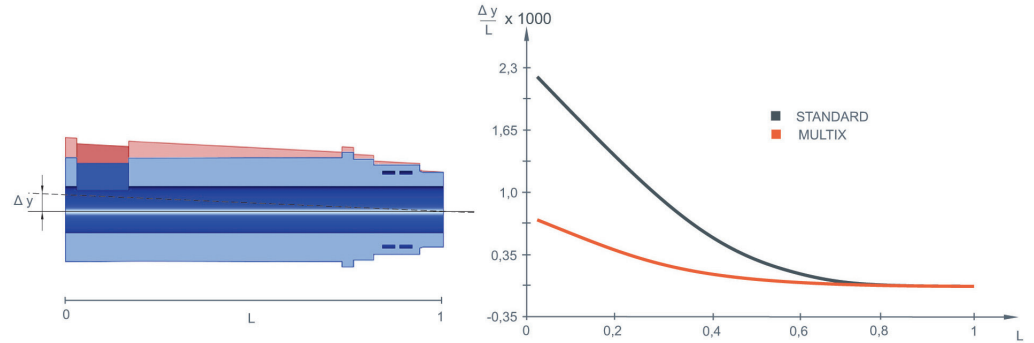 Δ y
0
L
1
Δ y
L
x 1000
2,3
1,65
1,0
0,35
-0,35
0
0,2
0,4
0,6
0,8
1
L
STANDARD
MULTIX